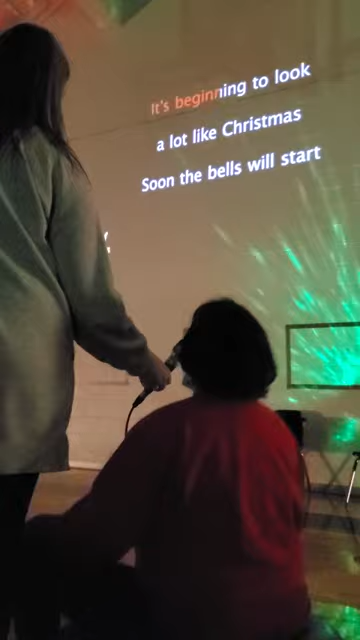 It's beginning to look
a lot like Christmas
Soon the bells will start